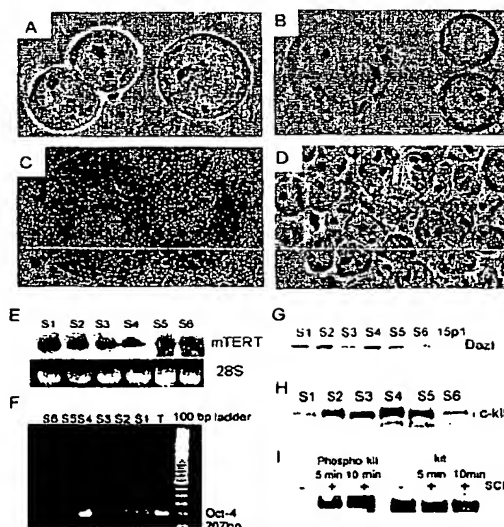 A
B
C
D
E
S1 S2 S3 S4 S5 S6
mTERT
28S
F
S6 S5 S4 S3 S2 S1 T 100 bp ladder
Oct-4
207bp
G
S1 S2 S3 S4 S5 S6 15p1
Dazl
H
S1 S2 S3 S4 S5 S6
c-kit
I
Phospho kit kit
5 min 10 min 5 min 10min
- + + - + + SCF